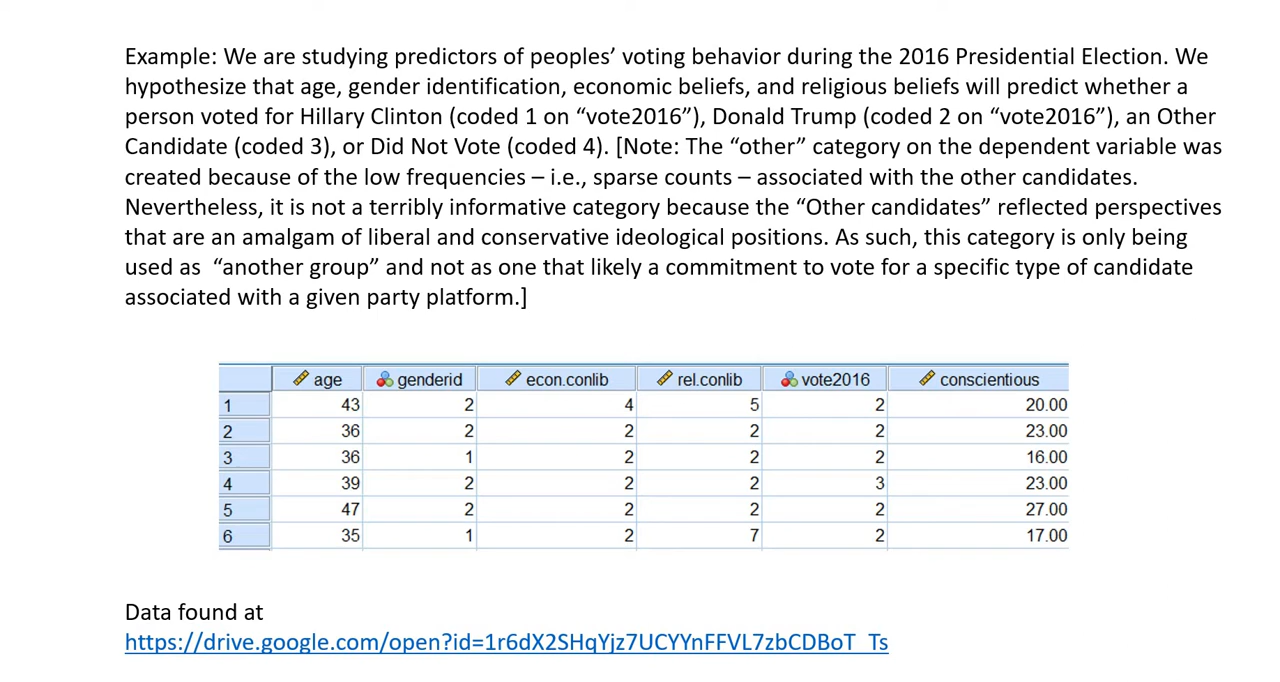 Example: We are studying predictors of peoples’ voting behavior during the 2016 Presidential Election. We
hypothesize that age, gender identification, economic beliefs, and religious beliefs will predict whether a
person voted for Hillary Clinton (coded 1 on “vote2016”), Donald Trump (coded 2 on “vote2016”), an Other
Candidate (coded 3), or Did Not Vote (coded 4). [Note: The “other” category on the dependent variable was
created because of the low frequencies – i.e., sparse counts – associated with the other candidates.
Nevertheless, it is not a terribly informative category because the “Other candidates” reflected perspectives
that are an amalgam of liberal and conservative ideological positions. As such, this category is only being
used as “another group” and not as one that likely a commitment to vote for a specific type of candidate
associated with a given party platform.]
age genderid econ.conlib rel.conlib vote2016 conscientious
1 43 2 4 5 2 20.00
2 36 2 2 2 2 23.00
3 36 1 2 2 2 16.00
4 39 2 2 2 3 23.00
5 47 2 2 2 2 27.00
6 35 1 2 7 2 17.00
Data found at
https://drive.google.com/open?id=1r6dX2SHqYjz7UCYYnFFVL7zbCDBoT_Ts